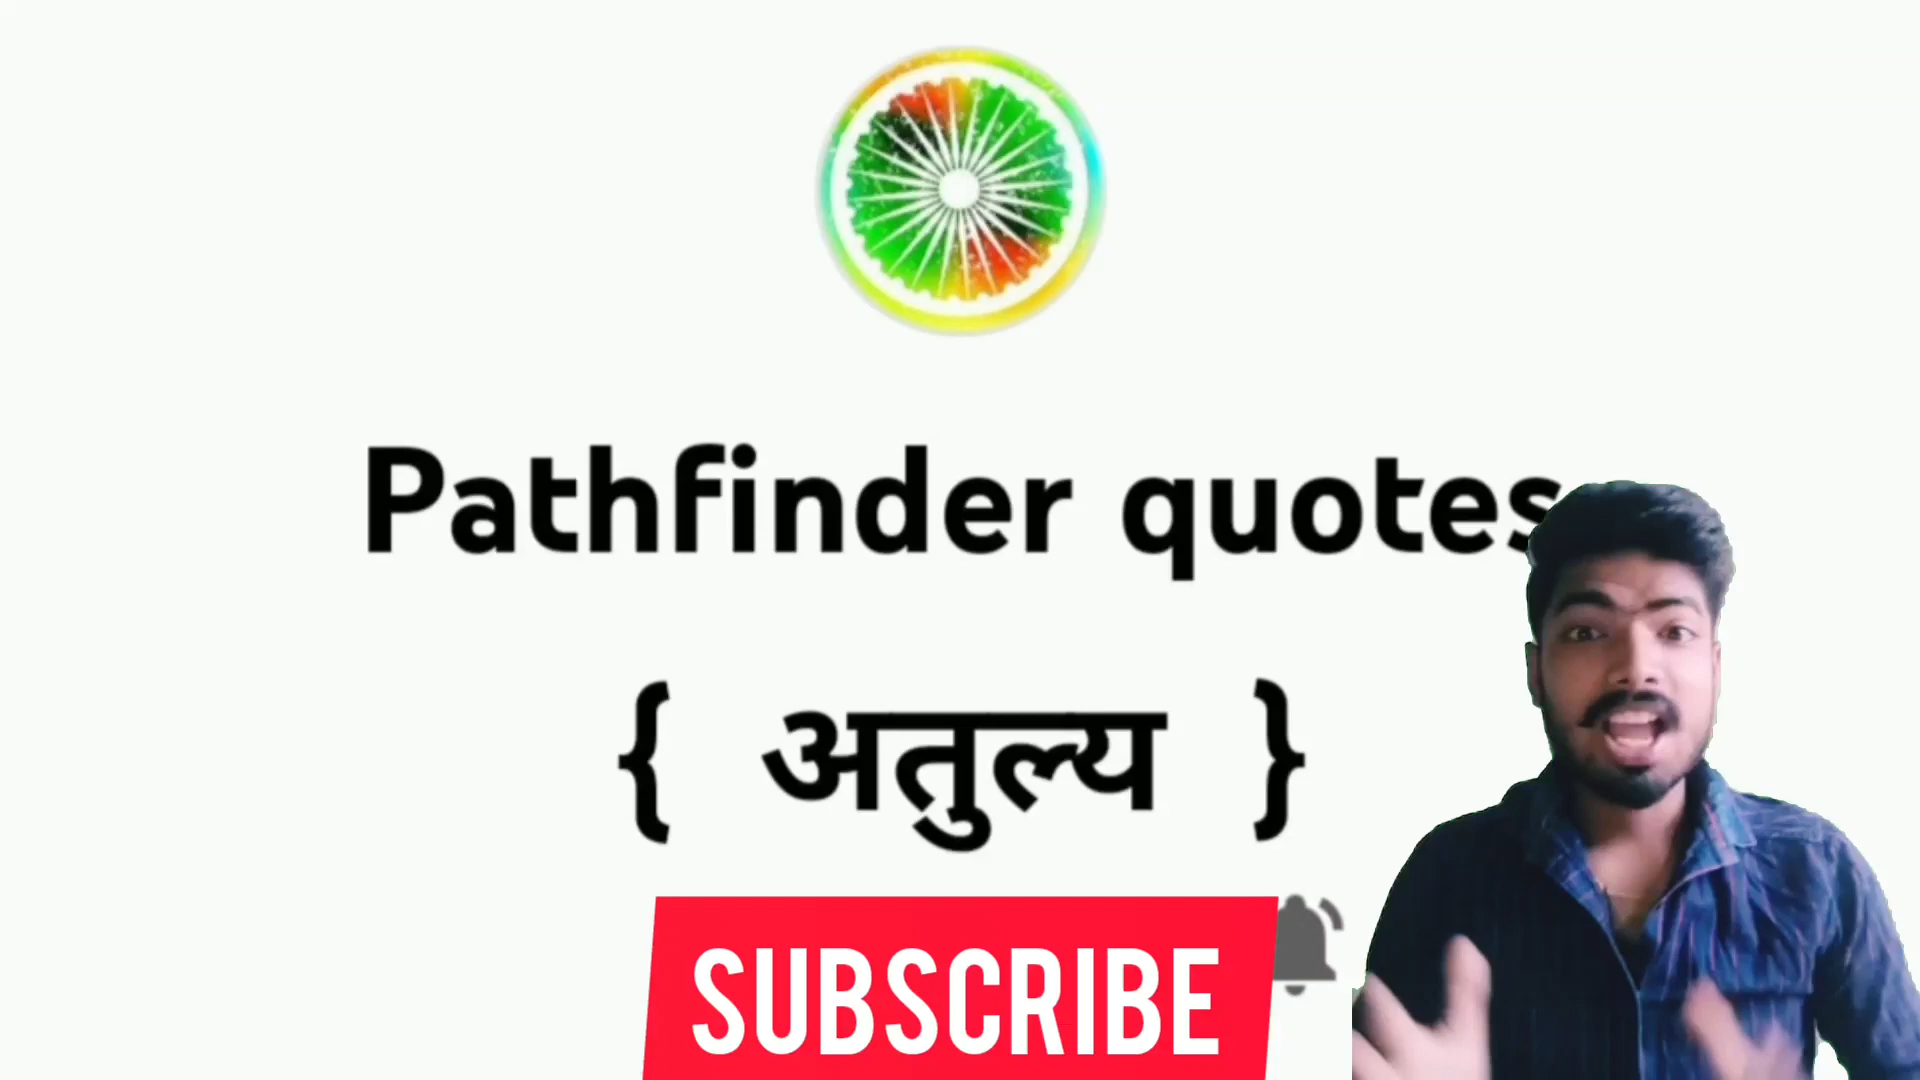 Pathfinder quotes
{ अतुल्य }
SUBSCRIBE